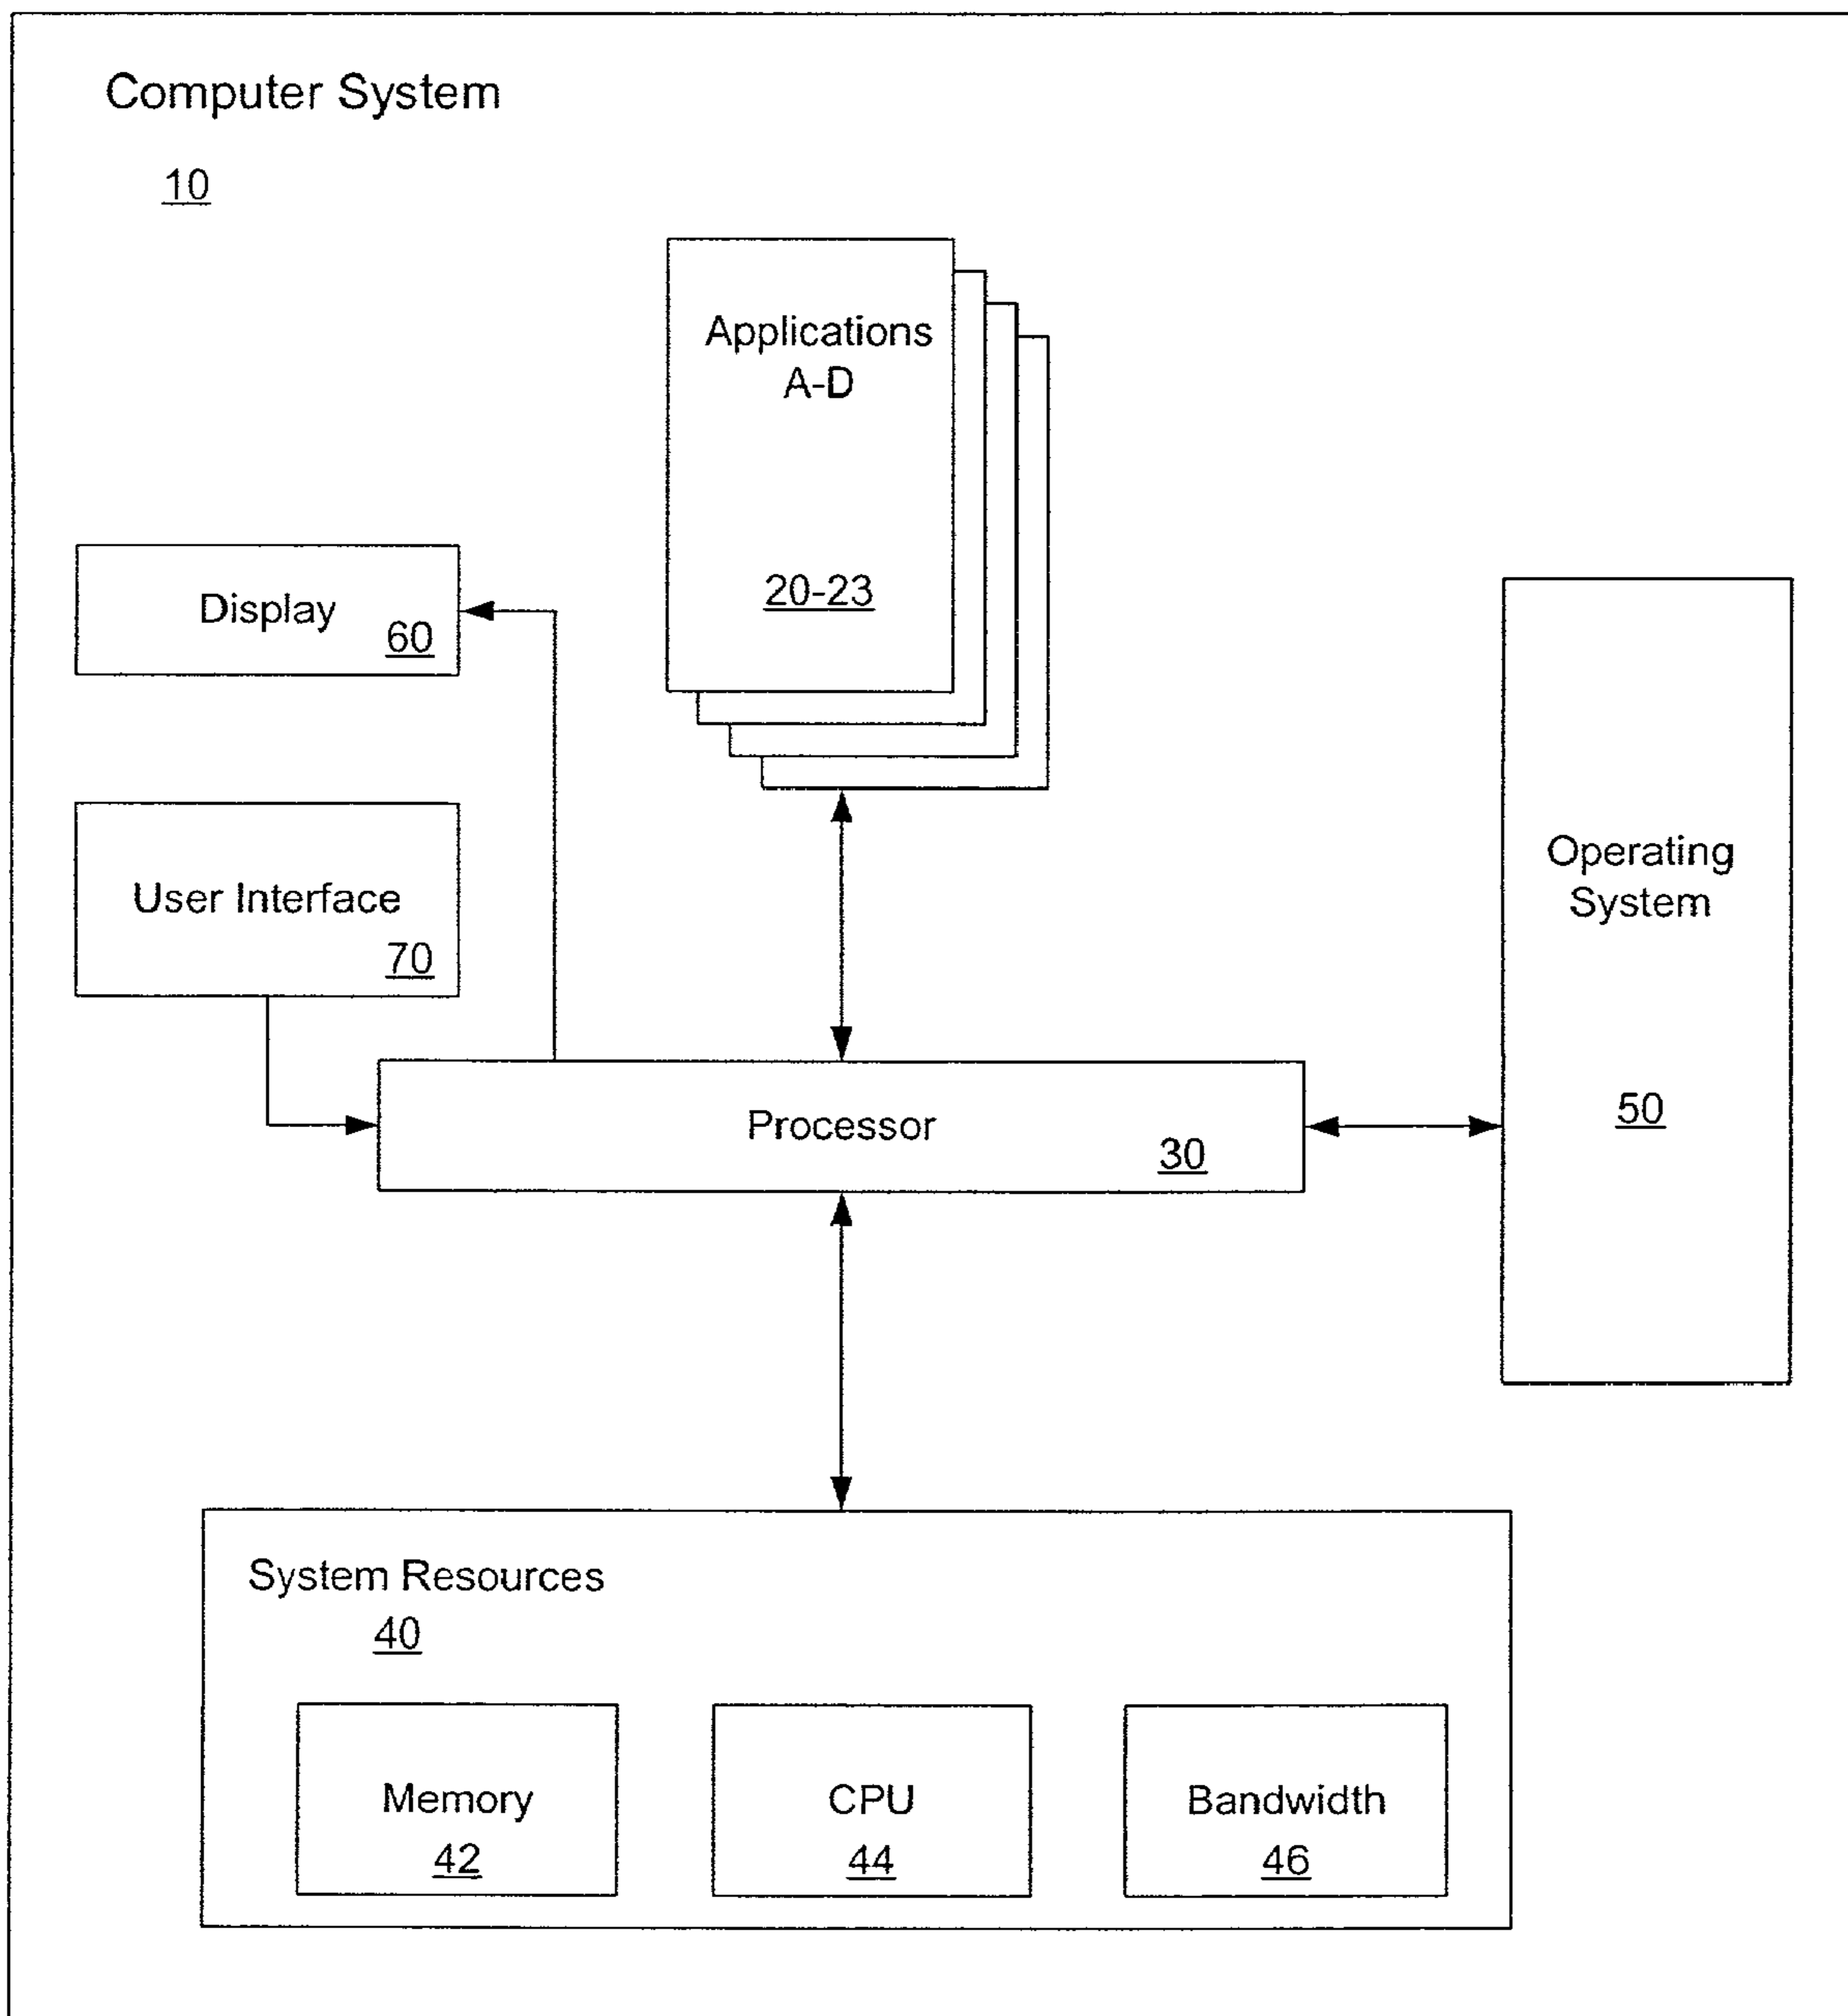 Computer System
10
Applications
A-D
20-23
Display
60
User Interface
70
Operating
System
50
Processor
30
System Resources
40
Memory
42
CPU
44
Bandwidth
46